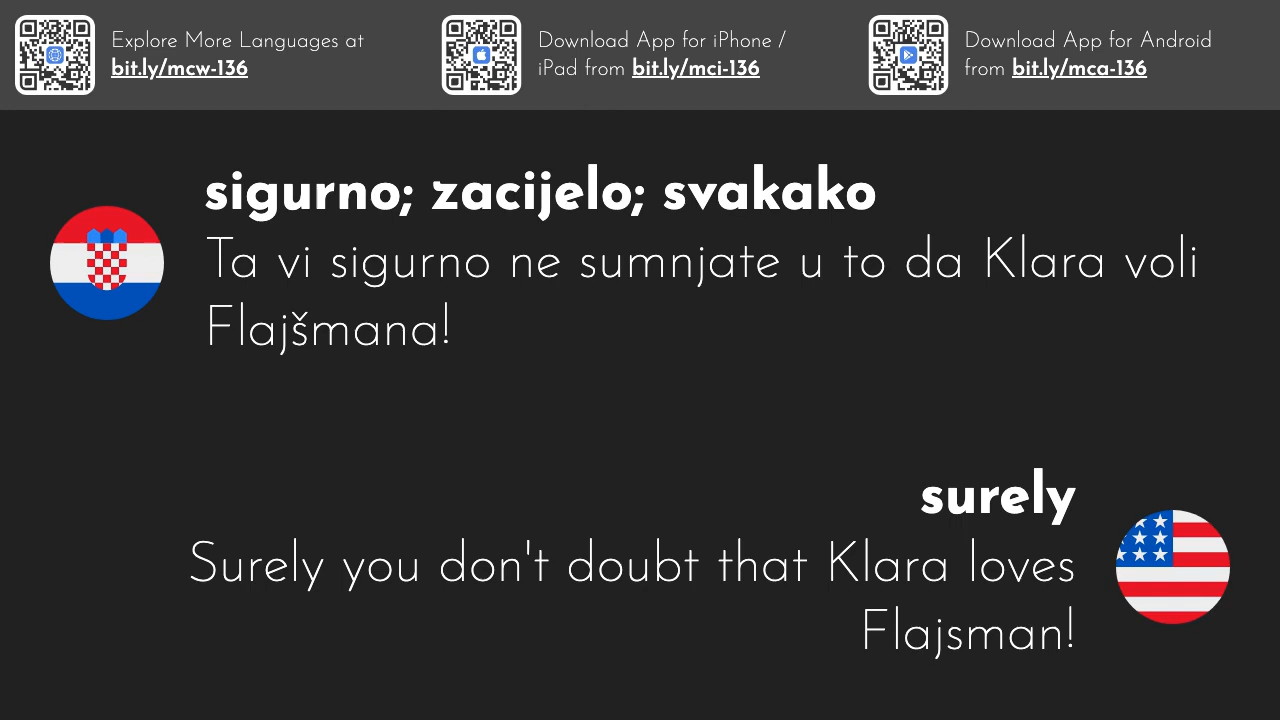 Explore More Languages at
bit.ly/mcw-136
Download App for iPhone /
iPad from bit.ly/mci-136
Download App for Android
from bit.ly/mca-136
sigurno; zacijelo; svakako
Ta vi sigurno ne sumnjate u to da Klara voli
Flajšmana!
surely
Surely you don't doubt that Klara loves
Flajsman!